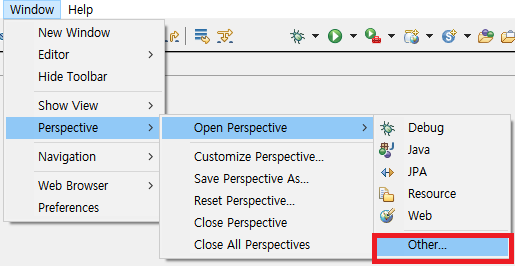 Window Help
New Window
Editor
Hide Toolbar
Show View
Perspective
Navigation
Web Browser
Preferences
Open Perspective
Customize Perspective...
Save Perspective As...
Reset Perspective...
Close Perspective
Close All Perspectives
Debug
Java
JPA
Resource
Web
Other...